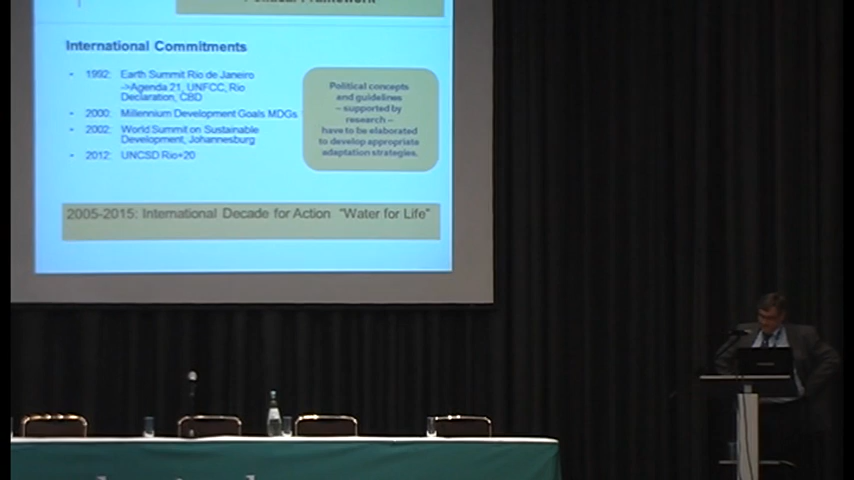 Political Framework
International Commitments
- 1992: Earth Summit Rio de Janeiro
->Agenda 21, UNFCC, Rio
Declaration, CBD
- 2000: Millennium Development Goals MDGs
- 2002: World Summit on Sustainable
Development, Johannesburg
- 2012: UNCSD Rio+20
Political concepts
and guidelines
– supported by
research –
have to be elaborated
to develop appropriate
adaptation strategies.
2005-2015: International Decade for Action "Water for Life"